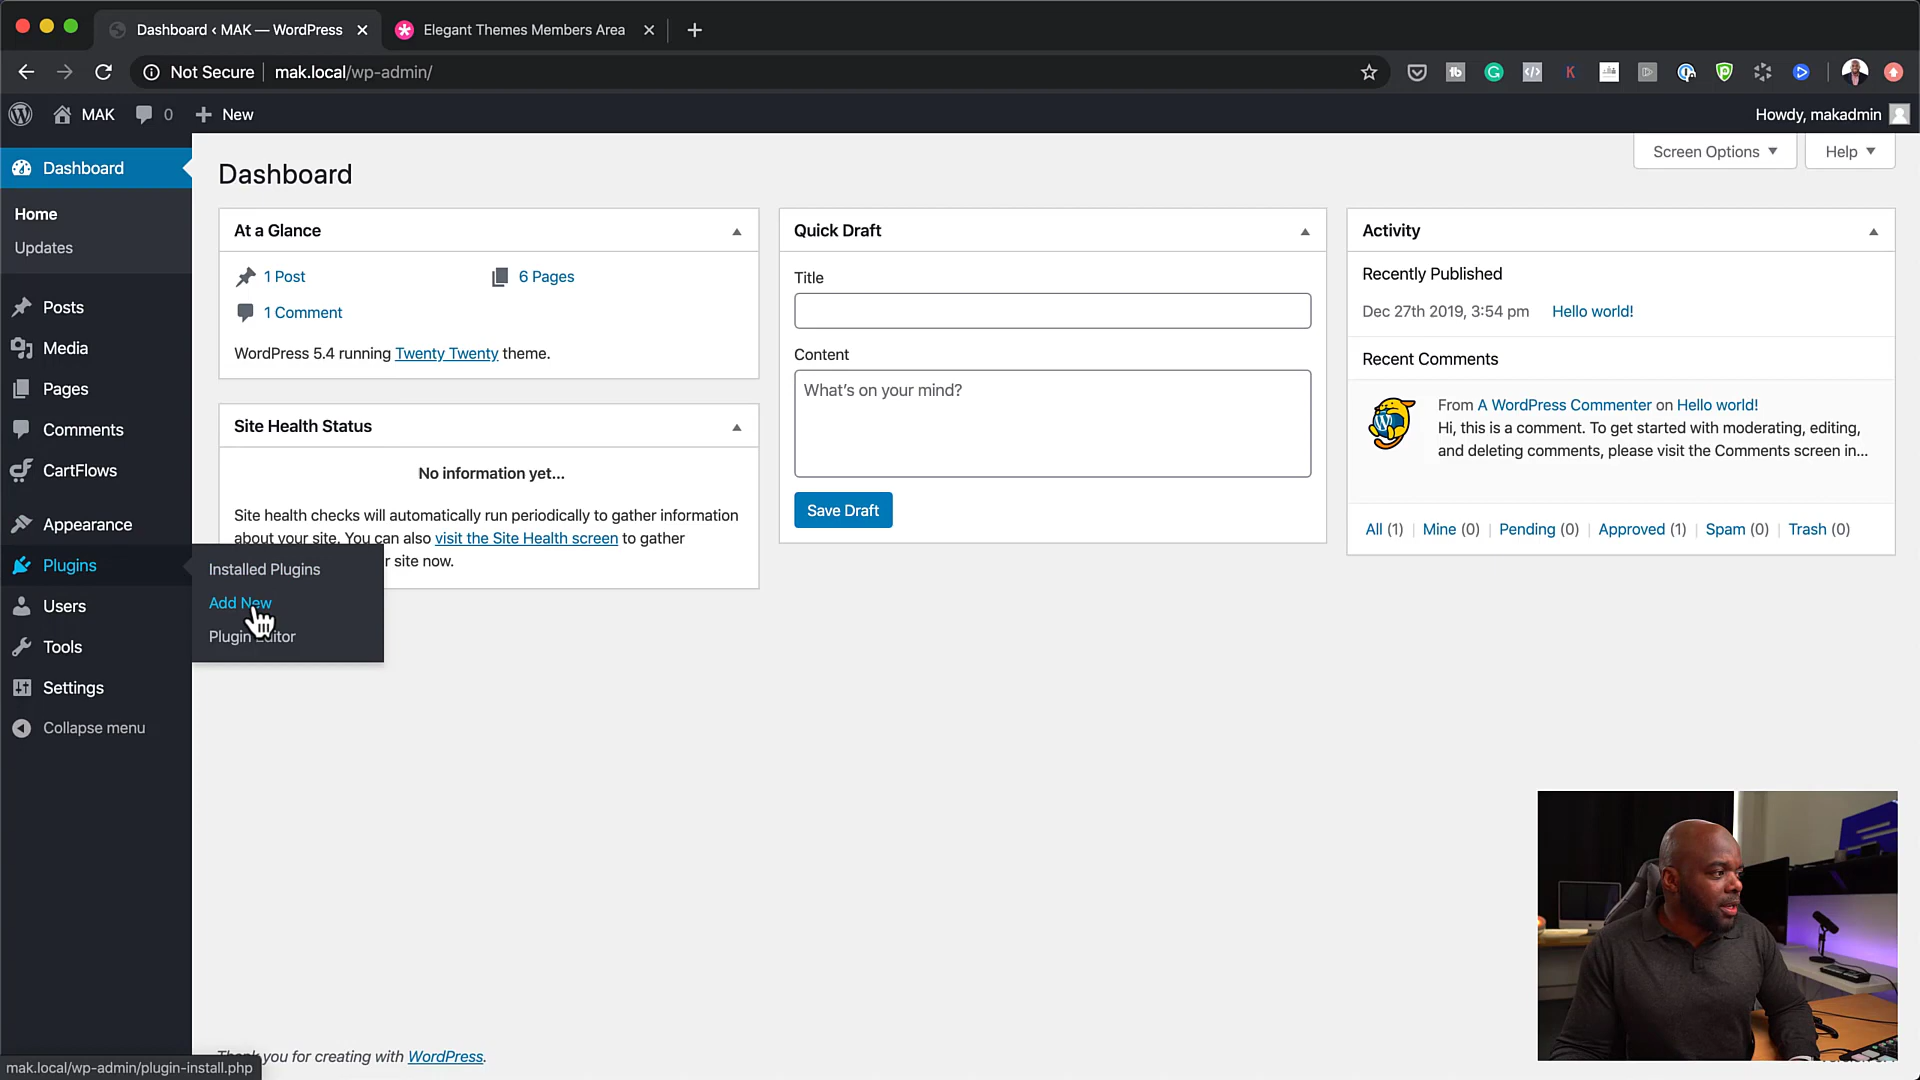 Dashboard ‹ MAK — WordPress
Elegant Themes Members Area
Not Secure
mak.local/wp-admin/
MAK
0
New
Howdy, makadmin
Dashboard
Home
Updates
Posts
Media
Pages
Comments
CartFlows
Appearance
Plugins
Users
Tools
Settings
Collapse menu
Installed Plugins
Add New
Plugin Editor
Dashboard
Screen Options
Help
At a Glance
1 Post
6 Pages
1 Comment
WordPress 5.4 running Twenty Twenty theme.
Site Health Status
No information yet...
Site health checks will automatically run periodically to gather information
about your site. You can also visit the Site Health screen to gather
r site now.
Quick Draft
Title
Content
What's on your mind?
Save Draft
Activity
Recently Published
Dec 27th 2019, 3:54 pm
Hello world!
Recent Comments
From A WordPress Commenter on Hello world!
Hi, this is a comment. To get started with moderating, editing,
and deleting comments, please visit the Comments screen in...
All (1) | Mine (0) | Pending (0) | Approved (1) | Spam (0) | Trash (0)
Thank you for creating with WordPress.
mak.local/wp-admin/plugin-install.php